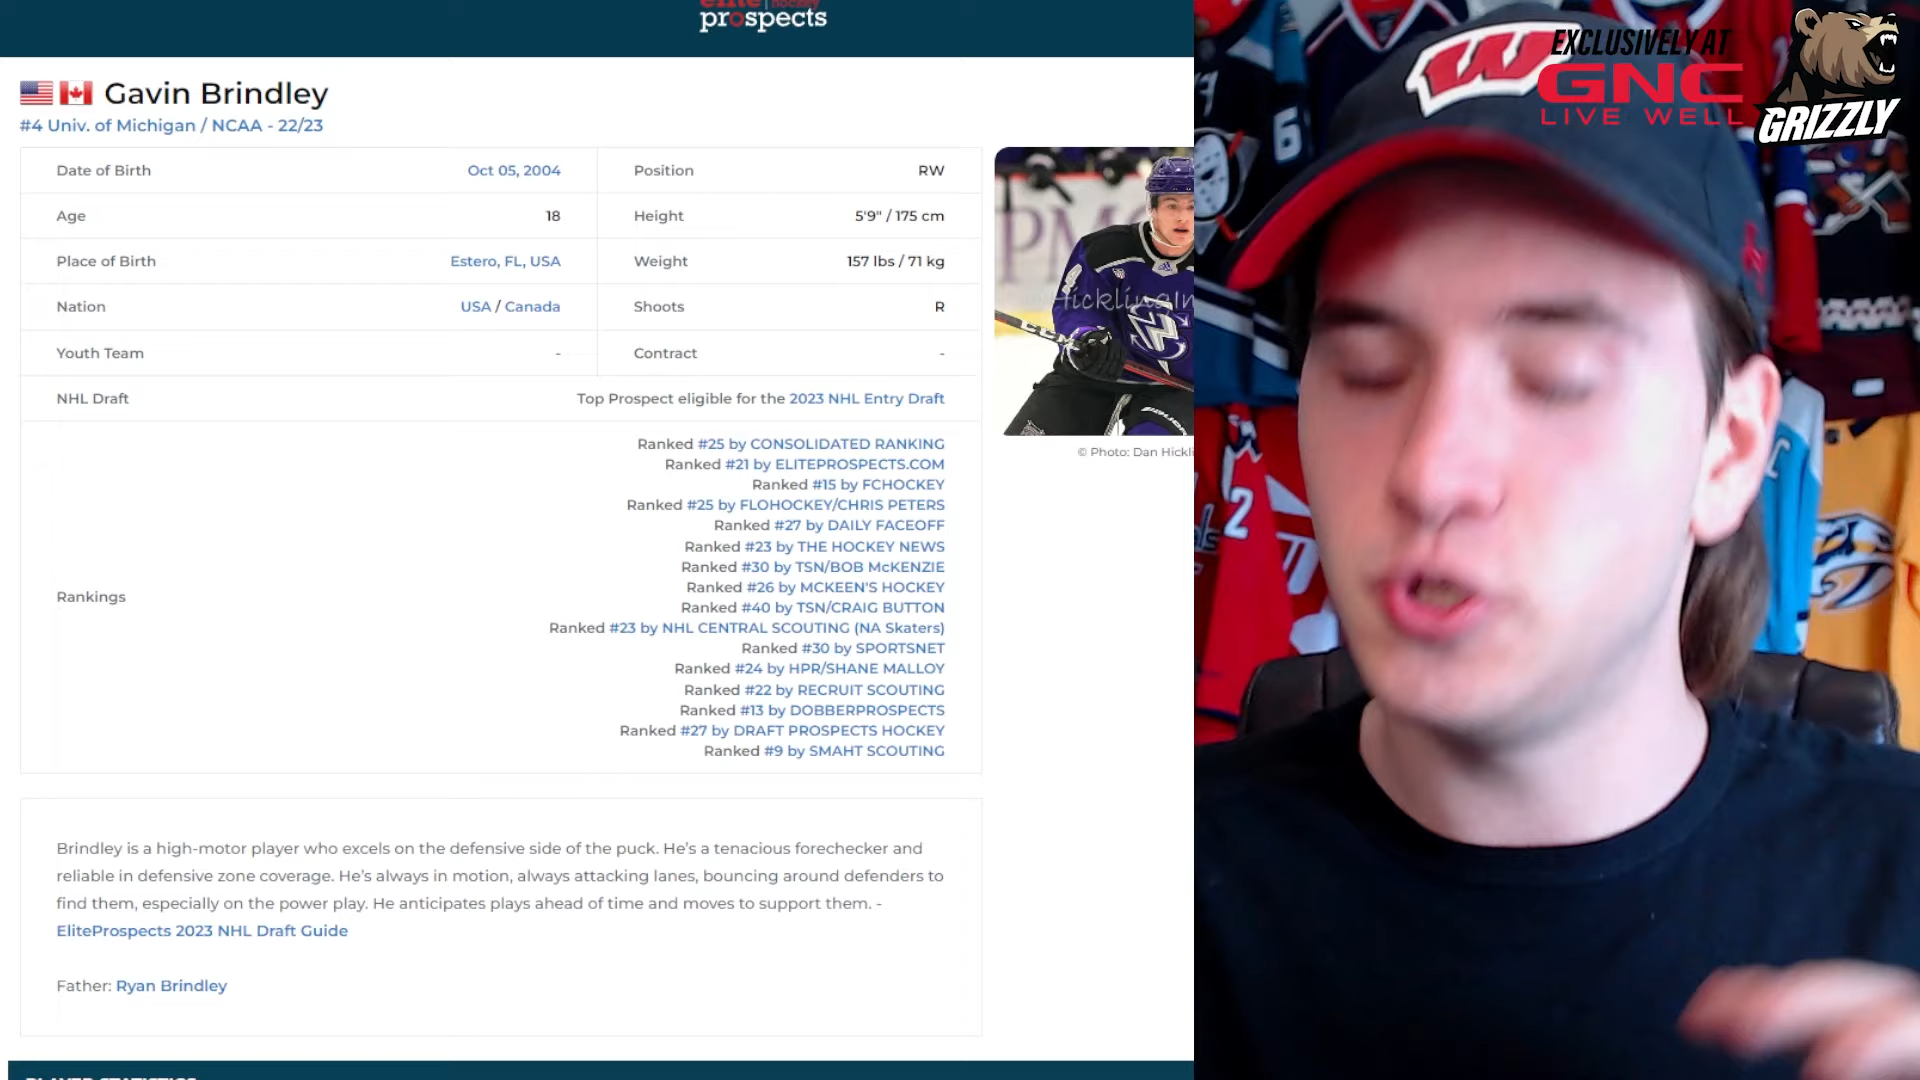 elite hockey
prospects
Gavin Brindley
#4 Univ. of Michigan / NCAA - 22/23
Date of Birth Oct 05, 2004 Position RW
Age 18 Height 5'9" / 175 cm
Place of Birth Estero, FL, USA Weight 157 lbs / 71 kg
Nation USA / Canada Shoots R
Youth Team - Contract -
NHL Draft Top Prospect eligible for the 2023 NHL Entry Draft
Rankings
Ranked #25 by CONSOLIDATED RANKING
Ranked #21 by ELITEPROSPECTS.COM
Ranked #15 by FCHOCKEY
Ranked #25 by FLOHOCKEY/CHRIS PETERS
Ranked #27 by DAILY FACEOFF
Ranked #23 by THE HOCKEY NEWS
Ranked #30 by TSN/BOB McKENZIE
Ranked #26 by MCKEEN'S HOCKEY
Ranked #40 by TSN/CRAIG BUTTON
Ranked #23 by NHL CENTRAL SCOUTING (NA Skaters)
Ranked #30 by SPORTSNET
Ranked #24 by HPR/SHANE MALLOY
Ranked #22 by RECRUIT SCOUTING
Ranked #13 by DOBBERPROSPECTS
Ranked #27 by DRAFT PROSPECTS HOCKEY
Ranked #9 by SMAHT SCOUTING
© Photo: Dan Hickli
Brindley is a high-motor player who excels on the defensive side of the puck. He's a tenacious forechecker and
reliable in defensive zone coverage. He's always in motion, always attacking lanes, bouncing around defenders to
find them, especially on the power play. He anticipates plays ahead of time and moves to support them. -
EliteProspects 2023 NHL Draft Guide
Father: Ryan Brindley
PLAYER STATISTICS
EXCLUSIVELY AT
GNC
LIVE WELL
GRIZZLY
W
6
2